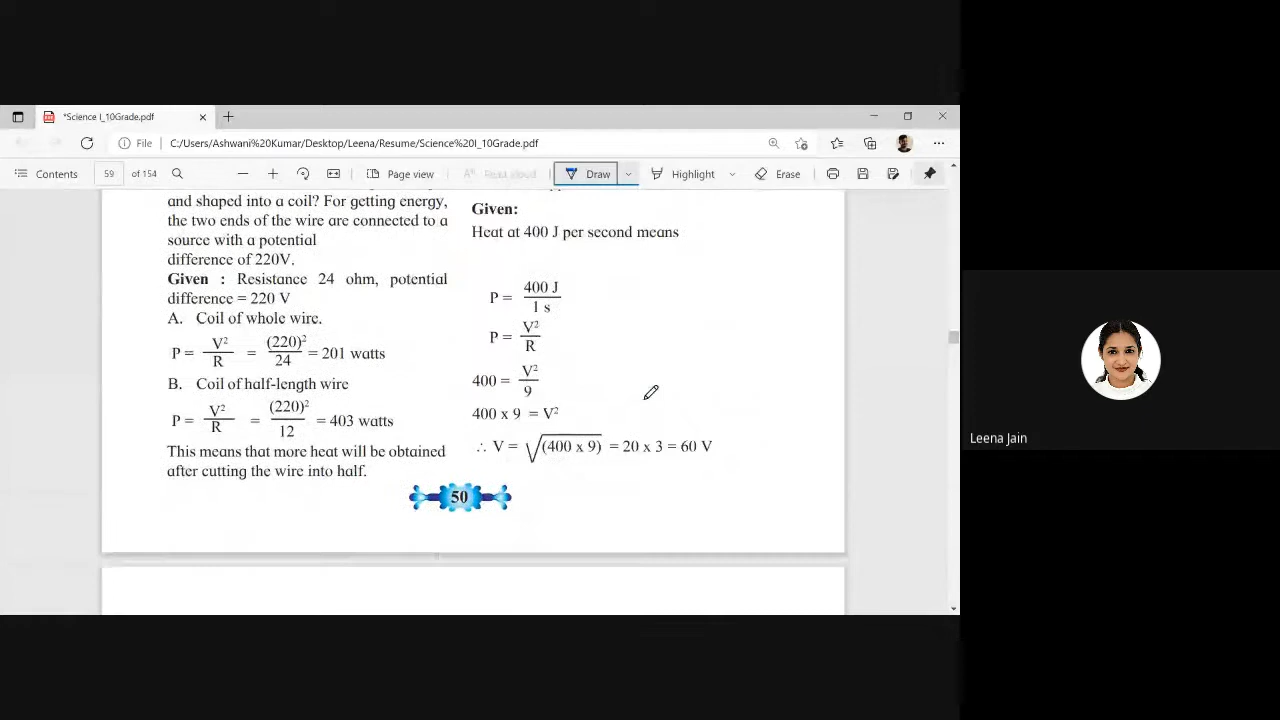 *Science I_10Grade.pdf
File
C:/Users/Ashwani%20Kumar/Desktop/Leena/Resume/Science%20I_10Grade.pdf
Contents
59 of 154
Page view
Read aloud
Draw
Highlight
Erase
and shaped into a coil? For getting energy,
the two ends of the wire are connected to a
source with a potential
difference of 220V.
Given : Resistance 24 ohm, potential
difference = 220 V
A. Coil of whole wire.
P = V²/R = (220)²/24 = 201 watts
B. Coil of half-length wire
P = V²/R = (220)²/12 = 403 watts
This means that more heat will be obtained
after cutting the wire into half.
Given:
Heat at 400 J per second means
P = 400 J/1 s
P = V²/R
400 = V²/9
400 x 9 = V²
∴ V = √(400 x 9) = 20 x 3 = 60 V
50
Leena Jain